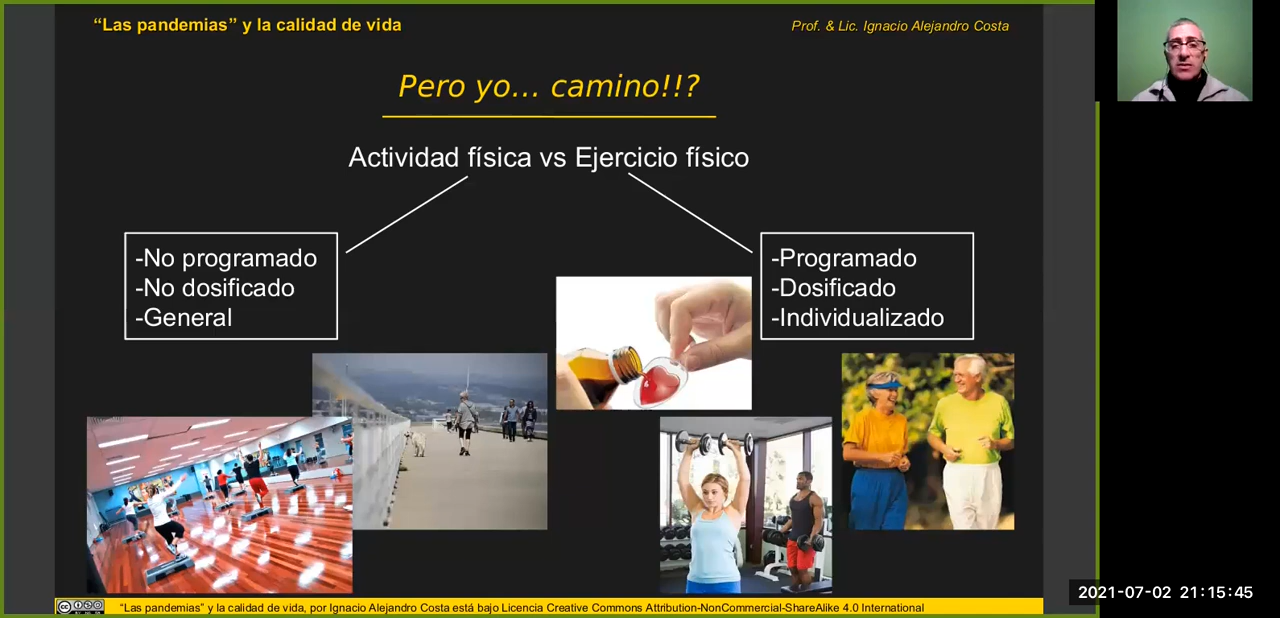 “Las pandemias” y la calidad de vida
Prof. & Lic. Ignacio Alejandro Costa
Pero yo... camino!!?
Actividad física vs Ejercicio físico
-No programado
-No dosificado
-General
-Programado
-Dosificado
-Individualizado
“Las pandemias” y la calidad de vida, por Ignacio Alejandro Costa está bajo Licencia Creative Commons Attribution-NonCommercial-ShareAlike 4.0 International
2021-07-02 21:15:45